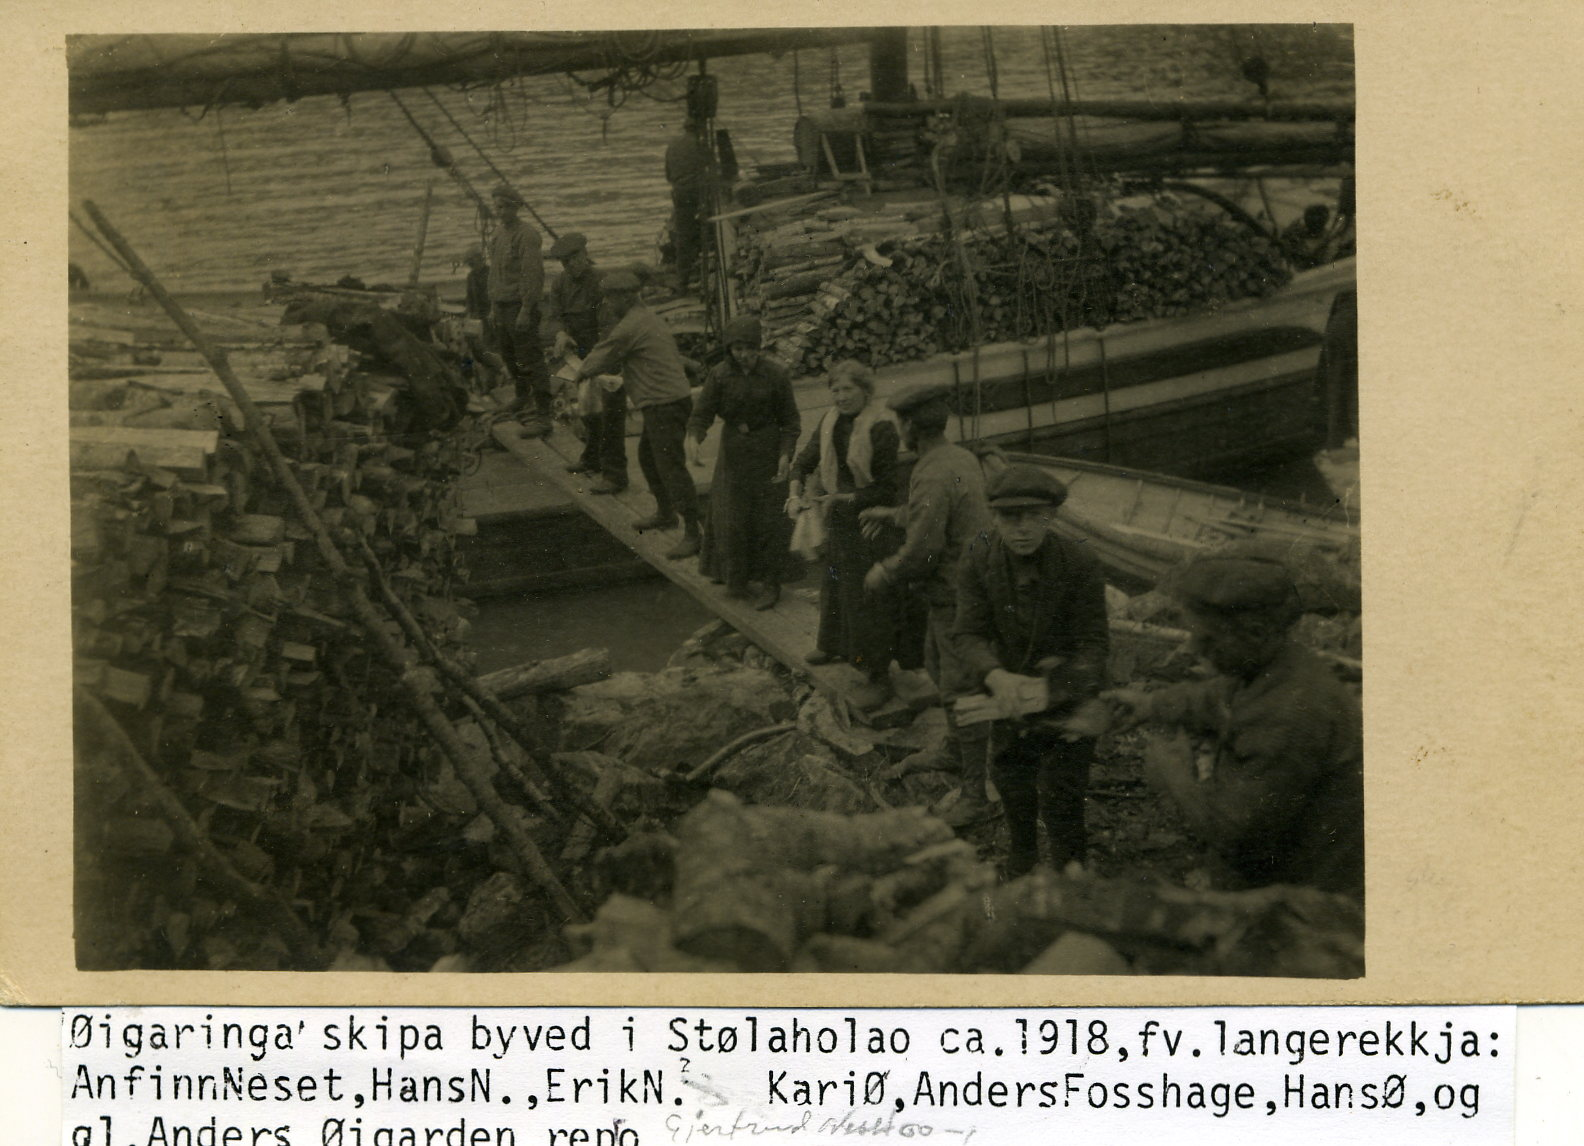 Øigaringa' skipa byved i Stølaholao ca.1918,fv.langerekkja:
AnfinnNeset,HansN.,ErikN.? KariØ,AndersFosshage,HansØ,og
gl.Anders Øigarden repo Gjertrud